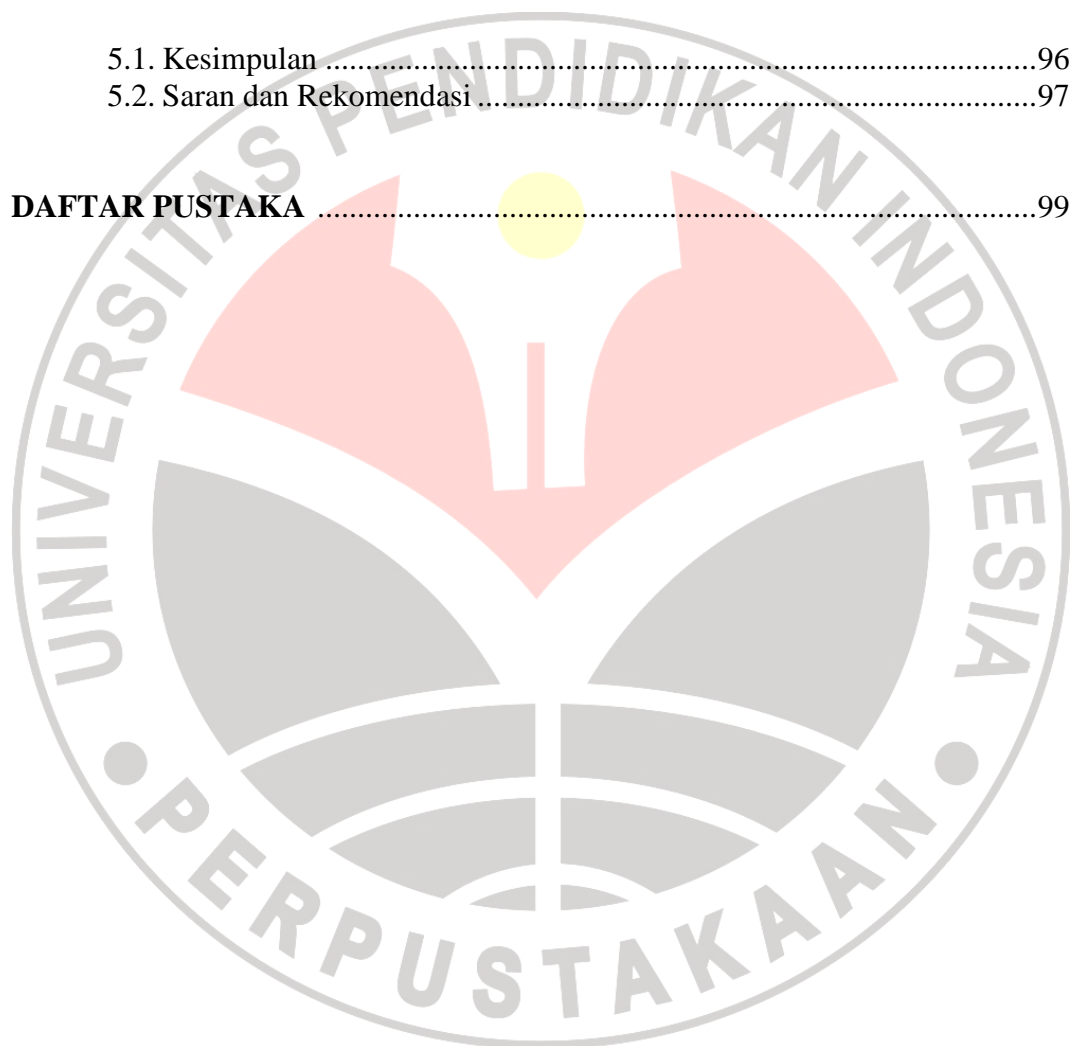 5.1. Kesimpulan ............................................................................96
5.2. Saran dan Rekomendasi ............................................................97
DAFTAR PUSTAKA .............................................................................99
UNIVERSITAS PENDIDIKAN INDONESIA
PERPUSTAKAAN